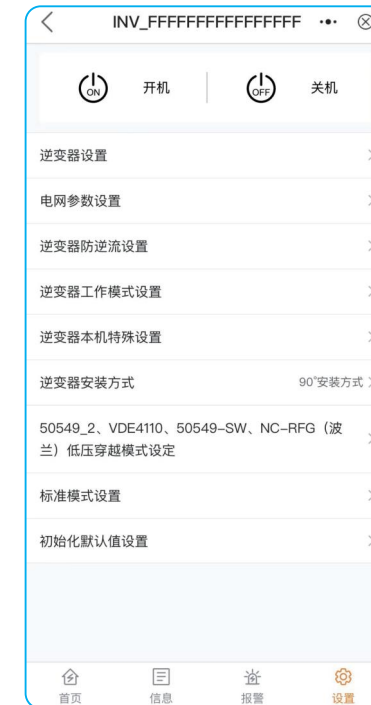 INV_FFFFFFFFFFFFFFFF
ON 开机 OFF 关机
逆变器设置
电网参数设置
逆变器防逆流设置
逆变器工作模式设置
逆变器本机特殊设置
逆变器安装方式 90°安装方式
50549_2、VDE4110、50549-SW、NC-RFG（波
兰）低压穿越模式设定
标准模式设置
初始化默认值设置
首页 信息 报警 设置